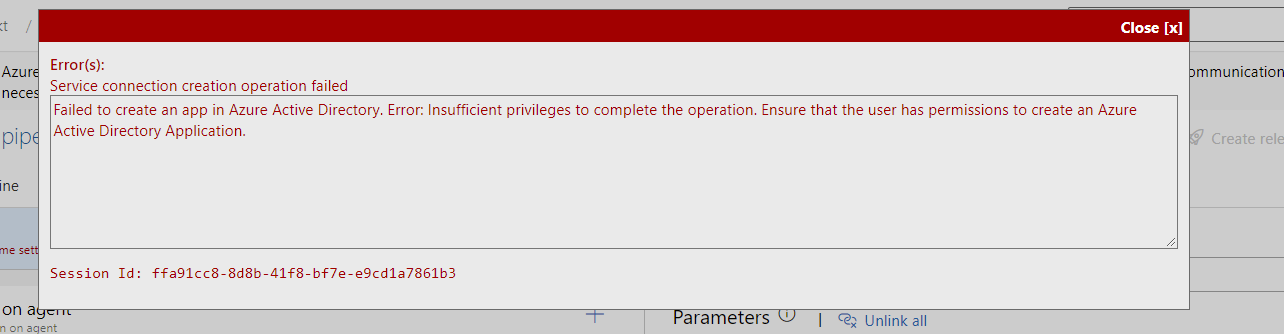 kt /
Close [x]
Error(s):
Azure
ommunication
Service connection creation operation failed
neces
Failed to create an app in Azure Active Directory. Error: Insufficient privileges to complete the operation. Ensure that the user has permissions to create an Azure
Active Directory Application.
pipe
Create rele
ine
me sett
Session Id: ffa91cc8-8d8b-41f8-bf7e-e9cd1a7861b3
on agent
n on agent
Parameters
| Unlink all